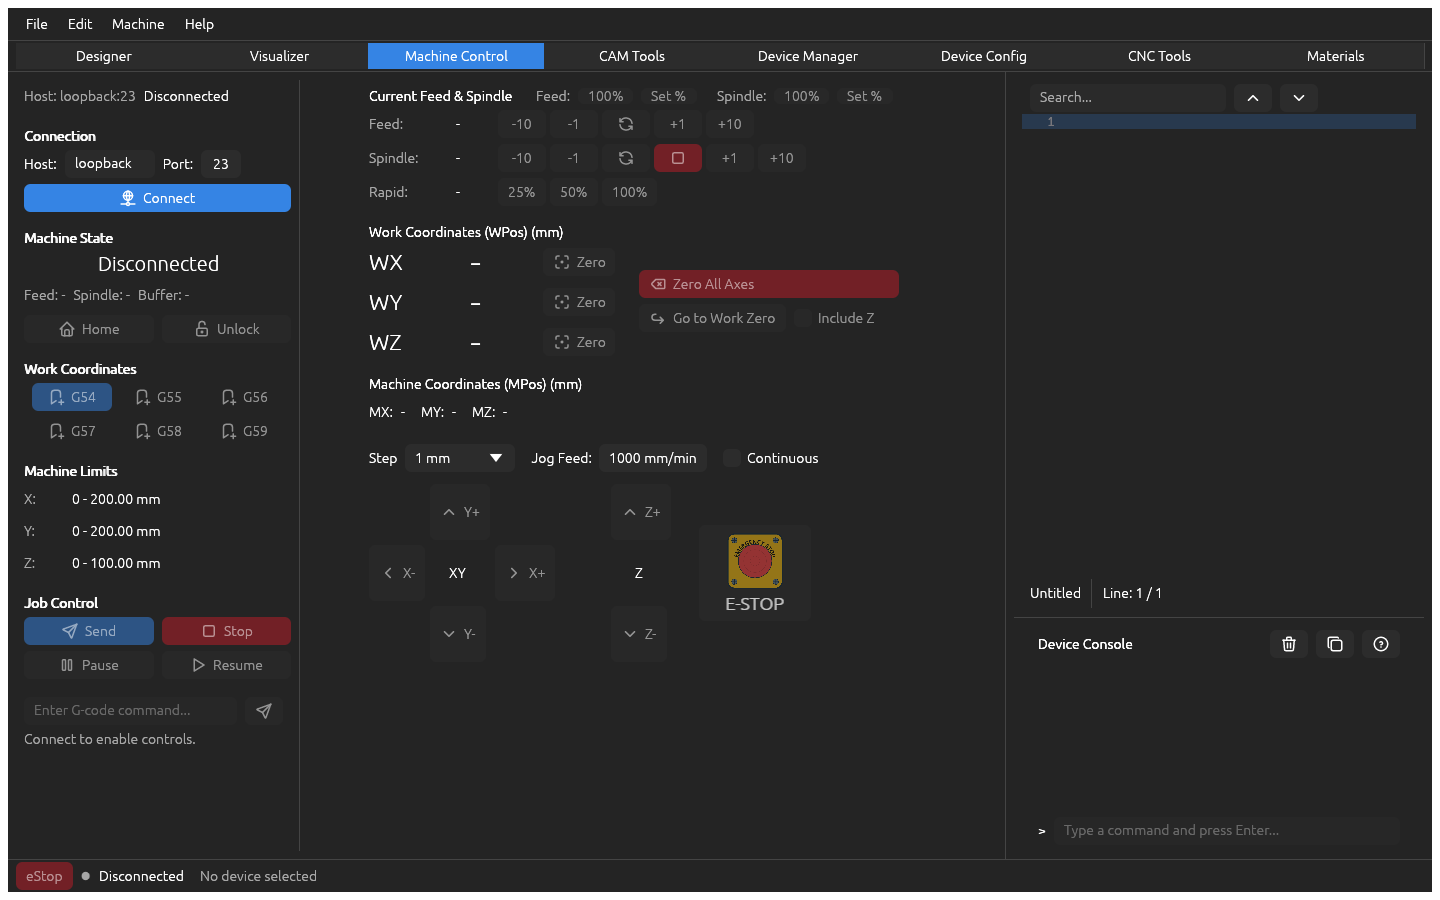 File Edit Machine Help
Designer Visualizer Machine Control CAM Tools Device Manager Device Config CNC Tools Materials
Host: loopback:23 Disconnected
Connection
Host: loopback Port: 23
Connect
Machine State
Disconnected
Feed: - Spindle: - Buffer: -
Home Unlock
Work Coordinates
G54 G55 G56
G57 G58 G59
Machine Limits
X: 0 - 200.00 mm
Y: 0 - 200.00 mm
Z: 0 - 100.00 mm
Job Control
Send Stop
Pause Resume
Enter G-code command...
Connect to enable controls.
Current Feed & Spindle Feed: 100% Set % Spindle: 100% Set %
Feed: - -10 -1 +1 +10
Spindle: - -10 -1 +1 +10
Rapid: - 25% 50% 100%
Work Coordinates (WPos) (mm)
WX - Zero
WY - Zero
WZ - Zero
Zero All Axes
Go to Work Zero Include Z
Machine Coordinates (MPos) (mm)
MX: - MY: - MZ: -
Step 1 mm Jog Feed: 1000 mm/min Continuous
Y+ Z+
X- XY X+ Z
Y- Z-
EMERGENCY STOP
E-STOP
Search...
1
Untitled Line: 1 / 1
Device Console
> Type a command and press Enter...
eStop Disconnected No device selected